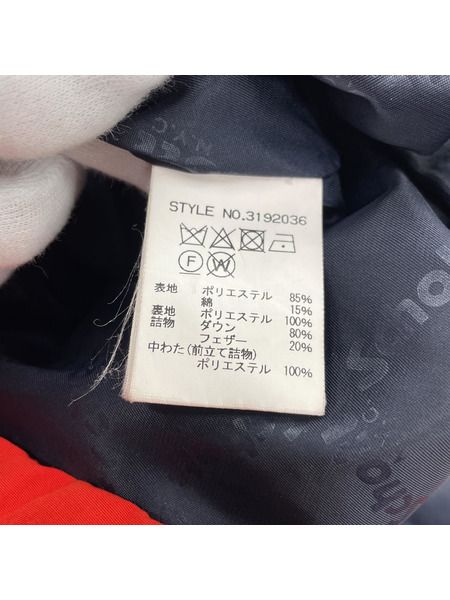 STYLE NO.3192036
F W
表地 ポリエステル 85%
綿 15%
裏地 ポリエステル 100%
詰物 ダウン 80%
フェザー 20%
中わた(前立て詰物)
ポリエステル 100%
N.Y.C.